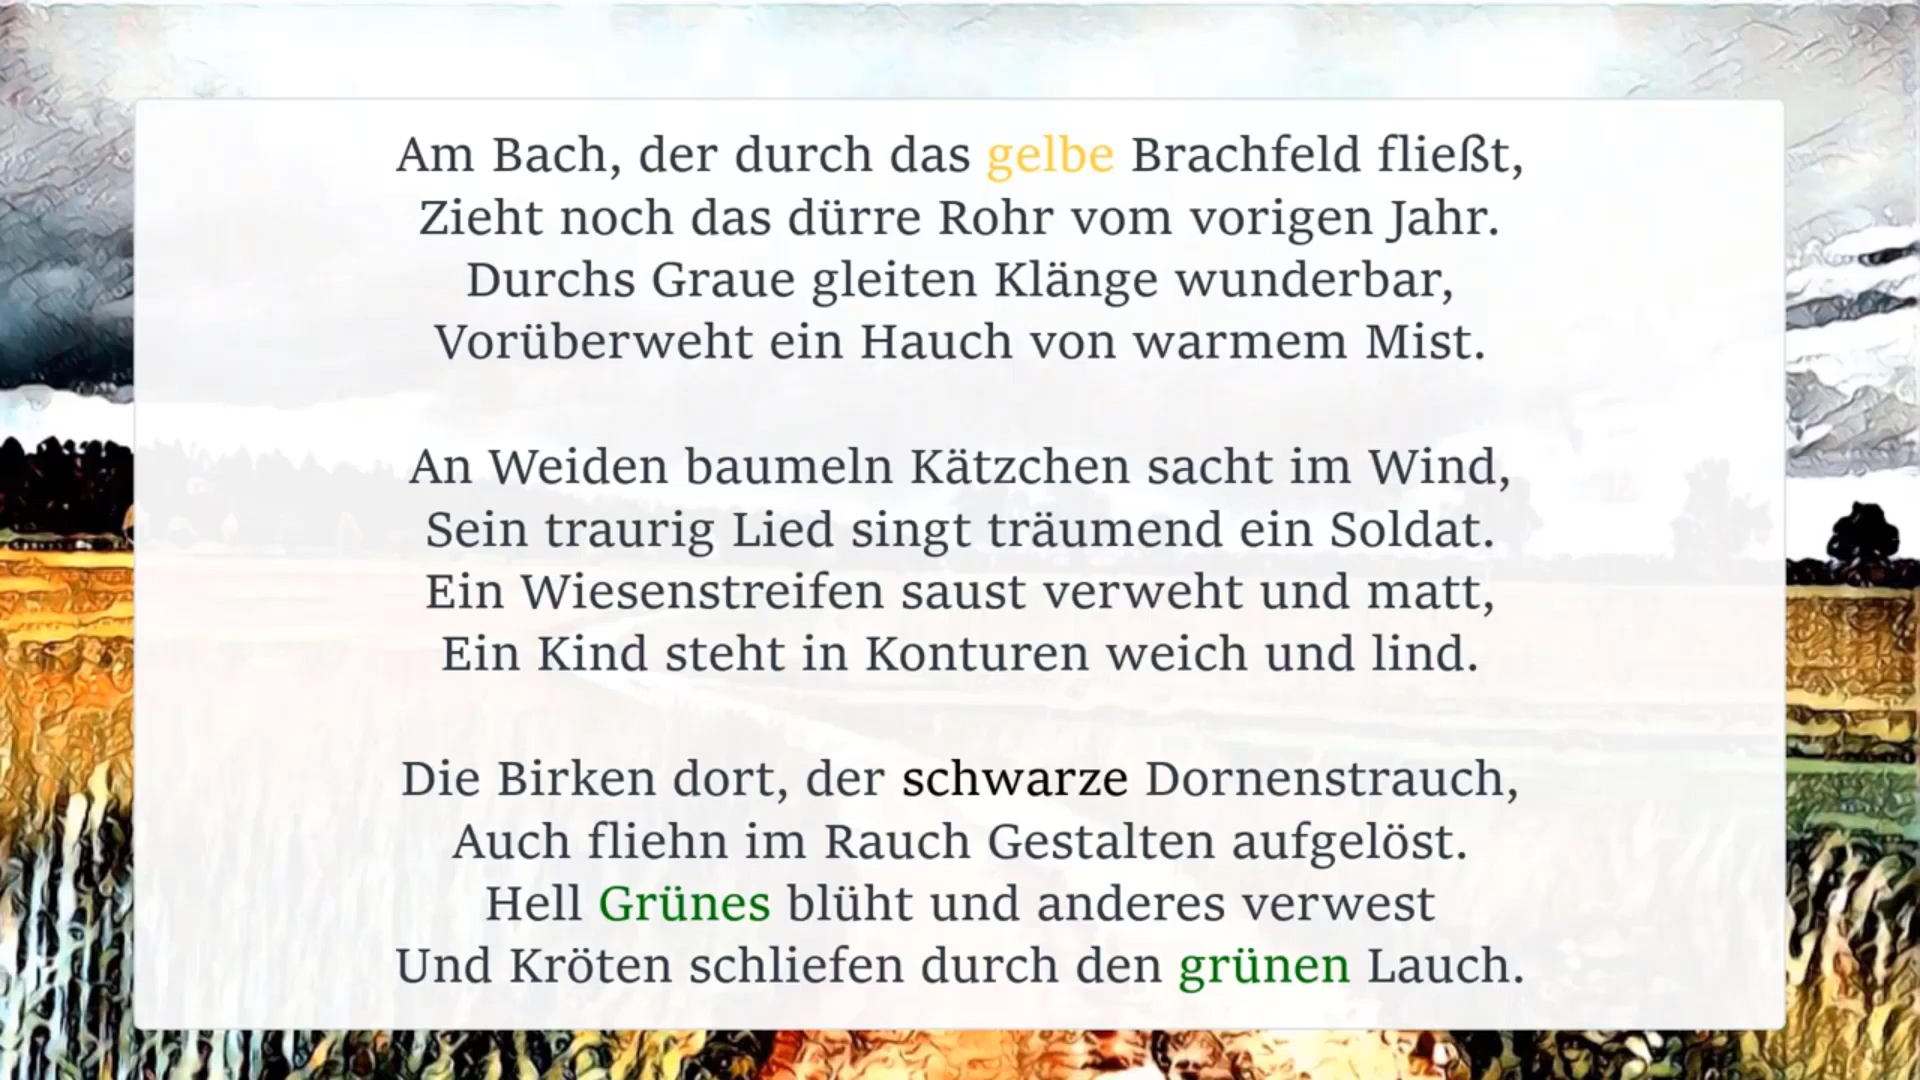 Am Bach, der durch das gelbe Brachfeld fließt,
Zieht noch das dürre Rohr vom vorigen Jahr.
Durchs Graue gleiten Klänge wunderbar,
Vorüberweht ein Hauch von warmem Mist.
An Weiden baumeln Kätzchen sacht im Wind,
Sein traurig Lied singt träumend ein Soldat.
Ein Wiesenstreifen saust verweht und matt,
Ein Kind steht in Konturen weich und lind.
Die Birken dort, der schwarze Dornenstrauch,
Auch fliehn im Rauch Gestalten aufgelöst.
Hell Grünes blüht und anderes verwest
Und Kröten schliefen durch den grünen Lauch.